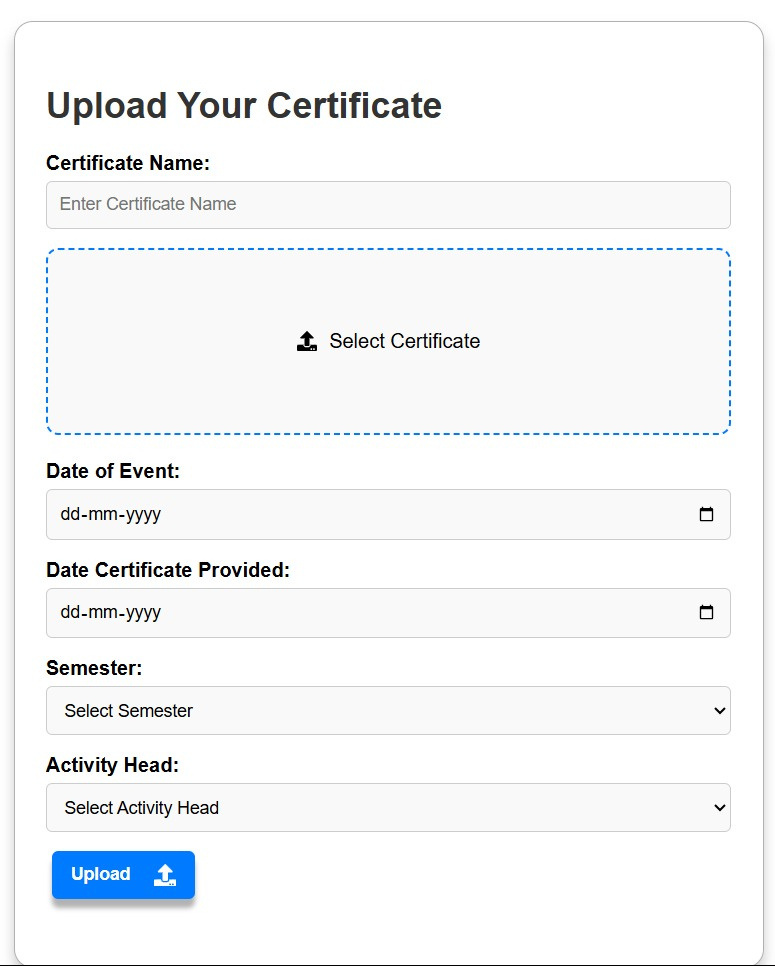 Upload Your Certificate
Certificate Name:
Enter Certificate Name
Select Certificate
Date of Event:
dd-mm-yyyy
Date Certificate Provided:
dd-mm-yyyy
Semester:
Select Semester
Activity Head:
Select Activity Head
Upload